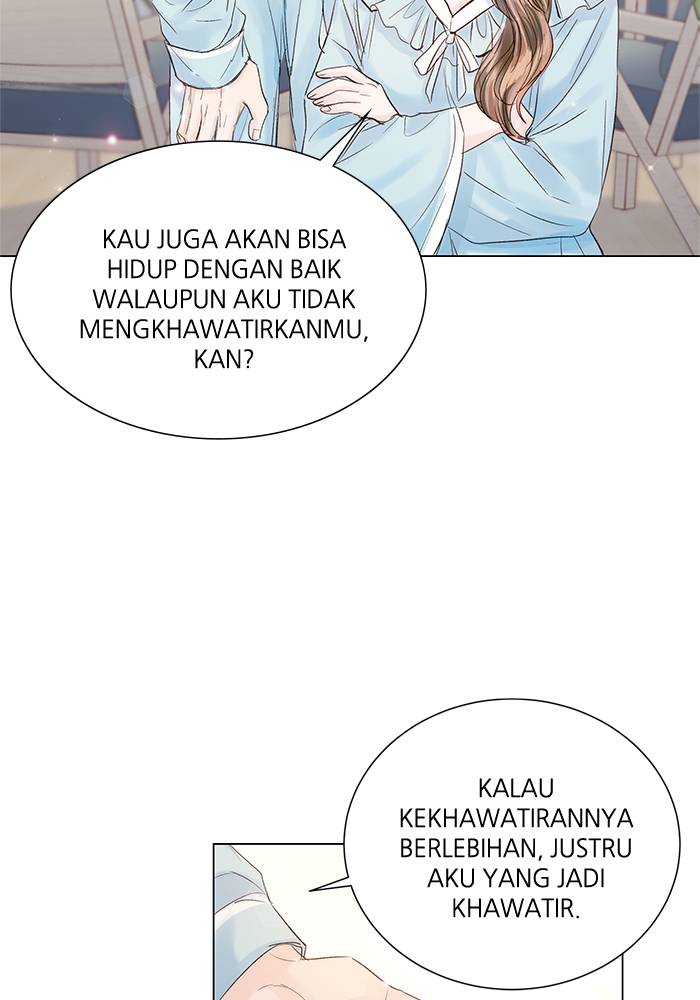 KAU JUGA AKAN BISA
HIDUP DENGAN BAIK
WALAUPUN AKU TIDAK
MENGKHAWATIRKANMU,
KAN?
KALAU
KEKHAWATIRANNYA
BERLEBIHAN, JUSTRU
AKU YANG JADI
KHAWATIR.